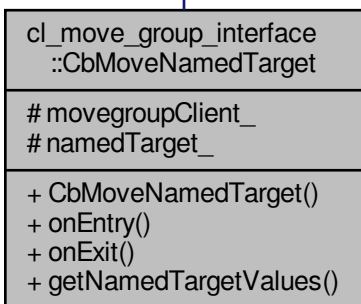 cl_move_group_interface
::CbMoveNamedTarget
# movegroupClient_
# namedTarget_
+ CbMoveNamedTarget()
+ onEntry()
+ onExit()
+ getNamedTargetValues()